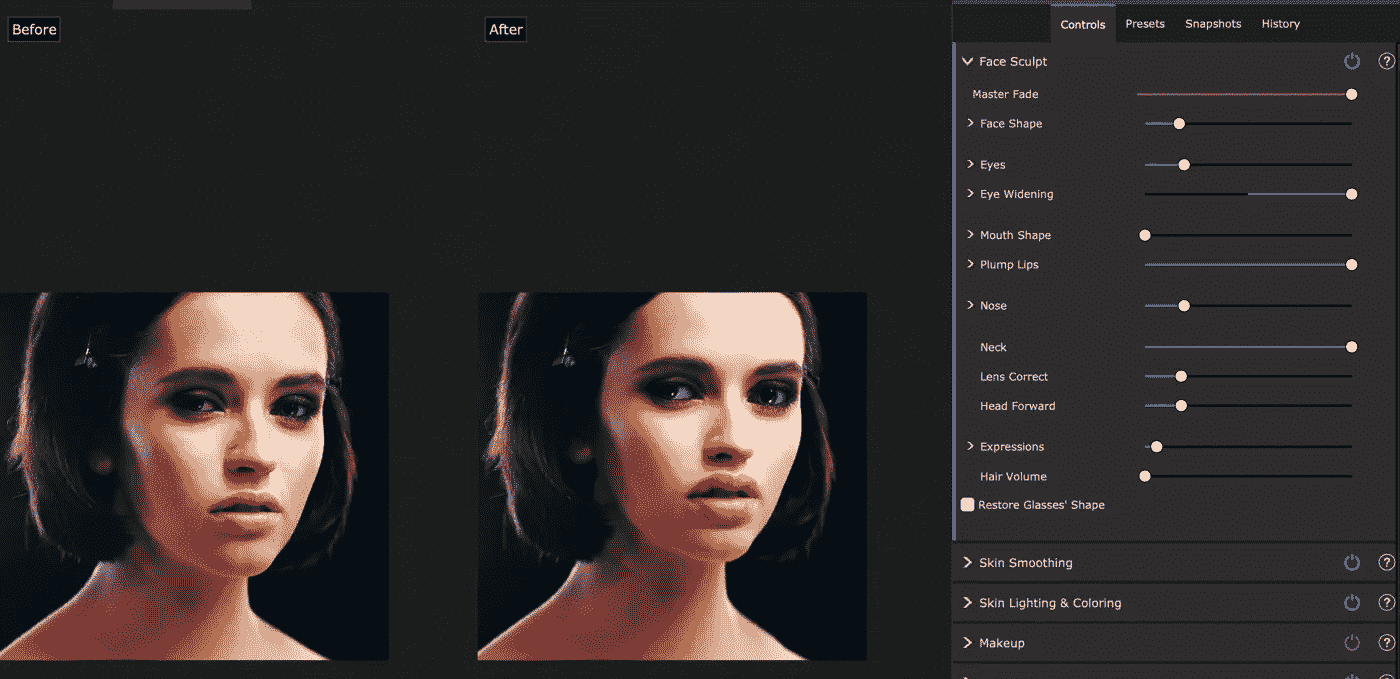 Before
After
Controls
Presets
Snapshots
History
Face Sculpt
?
Master Fade
Face Shape
Eyes
Eye Widening
Mouth Shape
Plump Lips
Nose
Neck
Lens Correct
Head Forward
Expressions
Hair Volume
Restore Glasses' Shape
Skin Smoothing
?
Skin Lighting & Coloring
?
Makeup
?